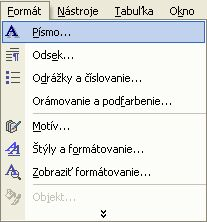 Formát Nástroje Tabuľka Okno
Písmo...
Odsek...
Odrážky a číslovanie...
Orámovanie a podfarbenie...
Motív...
Štýly a formátovanie...
Zobraziť formátovanie...
Objekt...